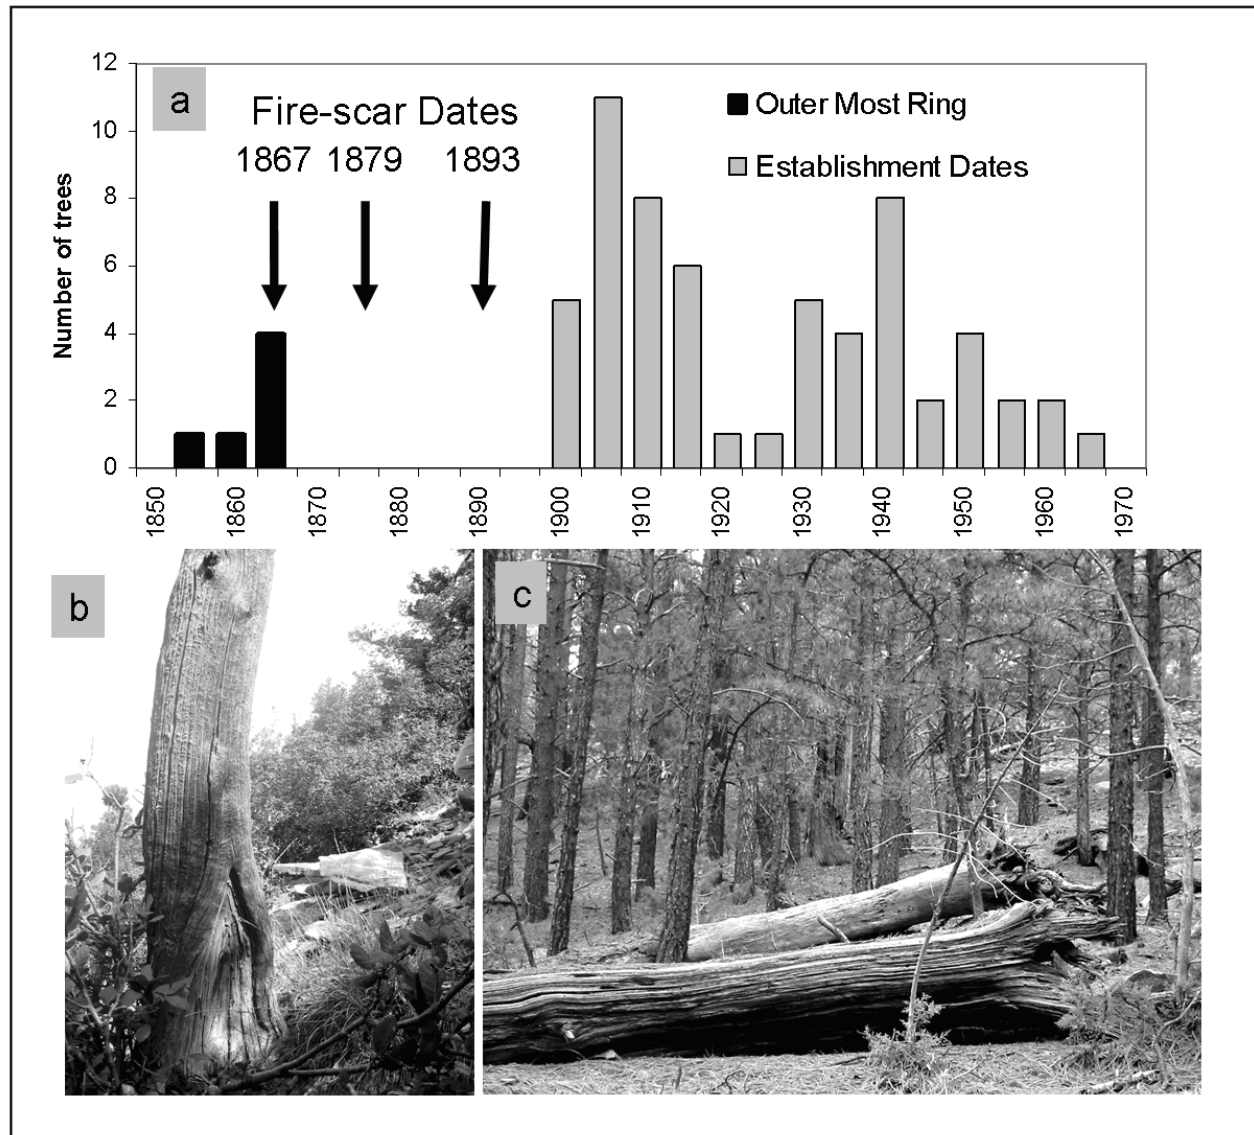 12
a
Fire-scar Dates
1867 1879 1893
Outer Most Ring
Establishment Dates
10
8
6
4
2
0
Number of trees
1850 1860 1870 1880 1890 1900 1910 1920 1930 1940 1950 1960 1970
b
c